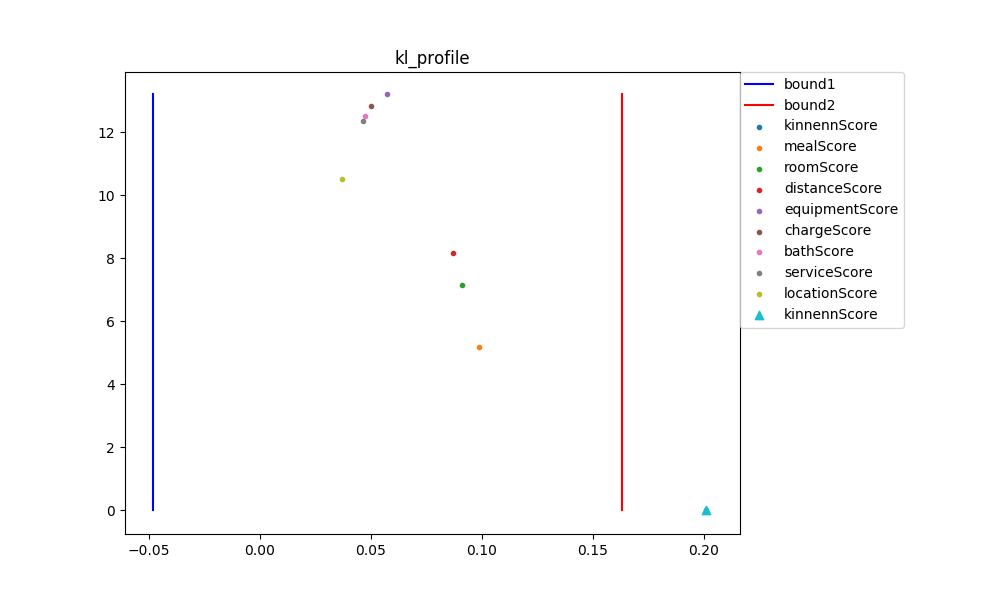 kl_profile
bound1
bound2
kinnennScore
mealScore
roomScore
distanceScore
equipmentScore
chargeScore
bathScore
serviceScore
locationScore
kinnennScore
12
10
8
6
4
2
0
−0.05 0.00 0.05 0.10 0.15 0.20